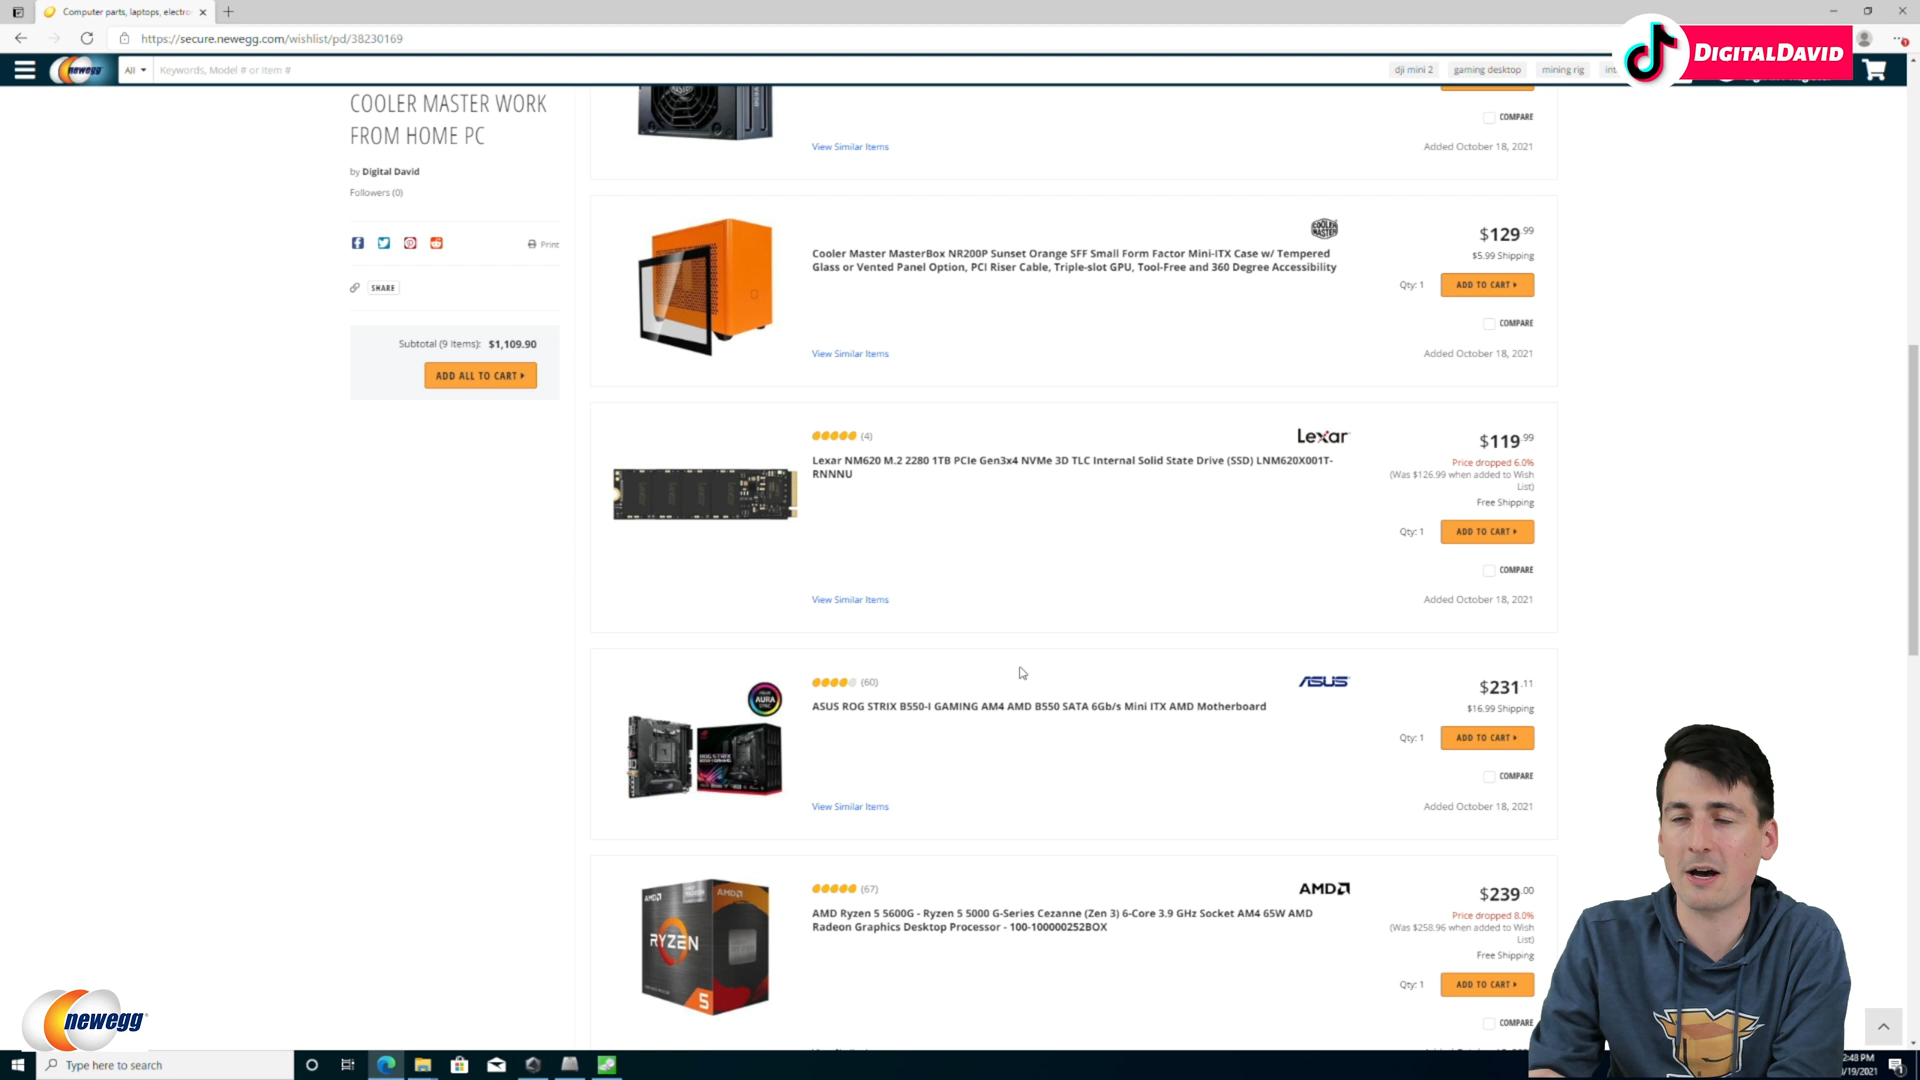 Computer parts, laptops, electro
https://secure.newegg.com/wishlist/pd/38230169
DIGITALDAVID
newegg
All
Keywords, Model # or Item #
dji mini 2
gaming desktop
mining rig
COOLER MASTER WORK
FROM HOME PC
by Digital David
Followers (0)
Print
SHARE
Subtotal (9 Items): $1,109.90
ADD ALL TO CART
COMPARE
View Similar Items
Added October 18, 2021
COOLER
MASTER
Cooler Master MasterBox NR200P Sunset Orange SFF Small Form Factor Mini-ITX Case w/ Tempered
Glass or Vented Panel Option, PCI Riser Cable, Triple-slot GPU, Tool-Free and 360 Degree Accessibility
$129.99
$5.99 Shipping
Qty: 1
ADD TO CART
COMPARE
View Similar Items
Added October 18, 2021
(4)
Lexar
Lexar NM620 M.2 2280 1TB PCIe Gen3x4 NVMe 3D TLC Internal Solid State Drive (SSD) LNM620X001T-
RNNNU
$119.99
Price dropped 6.0%
(Was $126.99 when added to Wish
List)
Free Shipping
Qty: 1
ADD TO CART
COMPARE
View Similar Items
Added October 18, 2021
AURA
(60)
ASUS
ASUS ROG STRIX B550-I GAMING AM4 AMD B550 SATA 6Gb/s Mini ITX AMD Motherboard
$231.11
$16.99 Shipping
Qty: 1
ADD TO CART
COMPARE
View Similar Items
Added October 18, 2021
AMD
AMD
RYZEN
5
(67)
AMD
AMD Ryzen 5 5600G - Ryzen 5 5000 G-Series Cezanne (Zen 3) 6-Core 3.9 GHz Socket AM4 65W AMD
Radeon Graphics Desktop Processor - 100-100000252BOX
$239.00
Price dropped 8.0%
(Was $258.96 when added to Wish
List)
Free Shipping
Qty: 1
ADD TO CART
COMPARE
newegg
Type here to search
2:48 PM
/19/2021